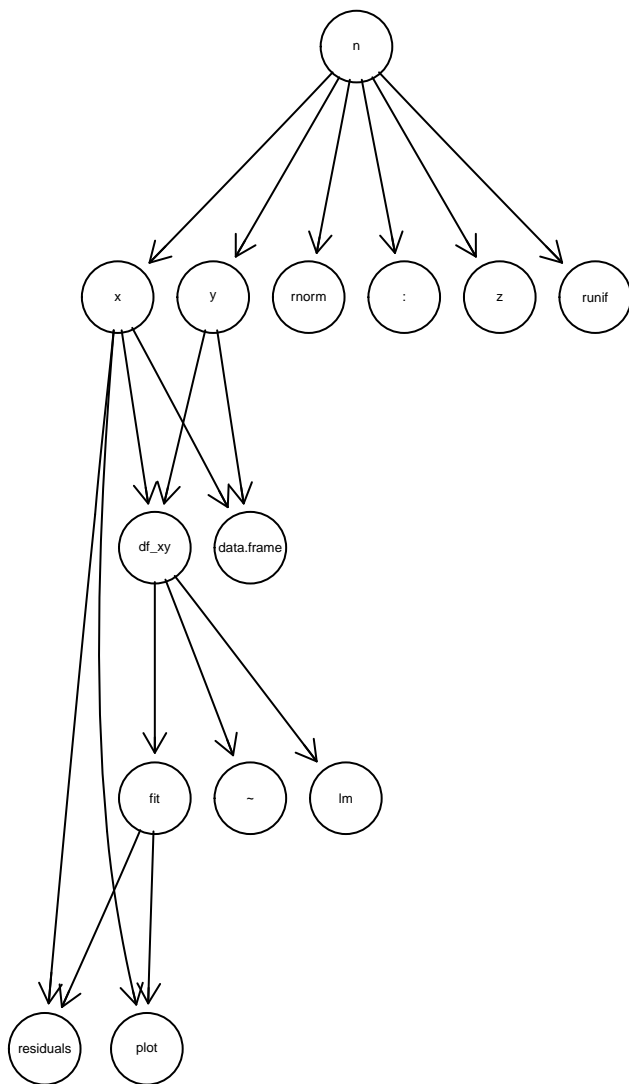 n
x
y
rnorm
:
z
runif
df_xy
data.frame
fit
~
lm
residuals
plot